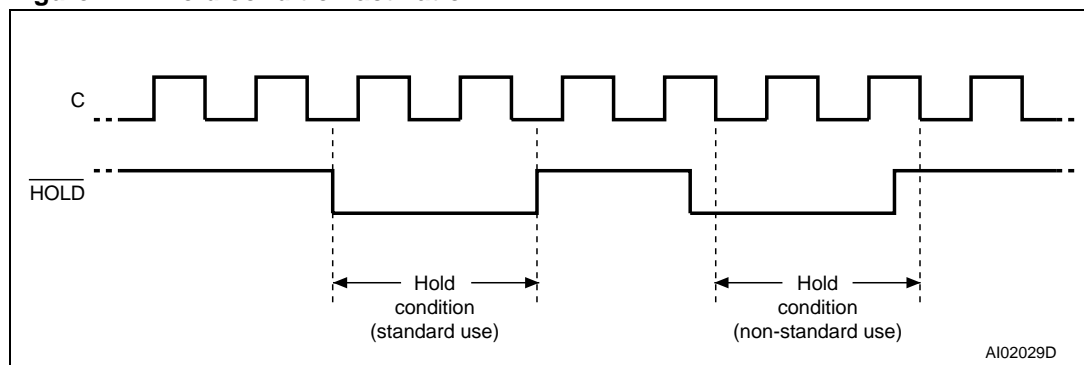 C
HOLD
Hold
condition
(standard use)
Hold
condition
(non-standard use)
AI02029D